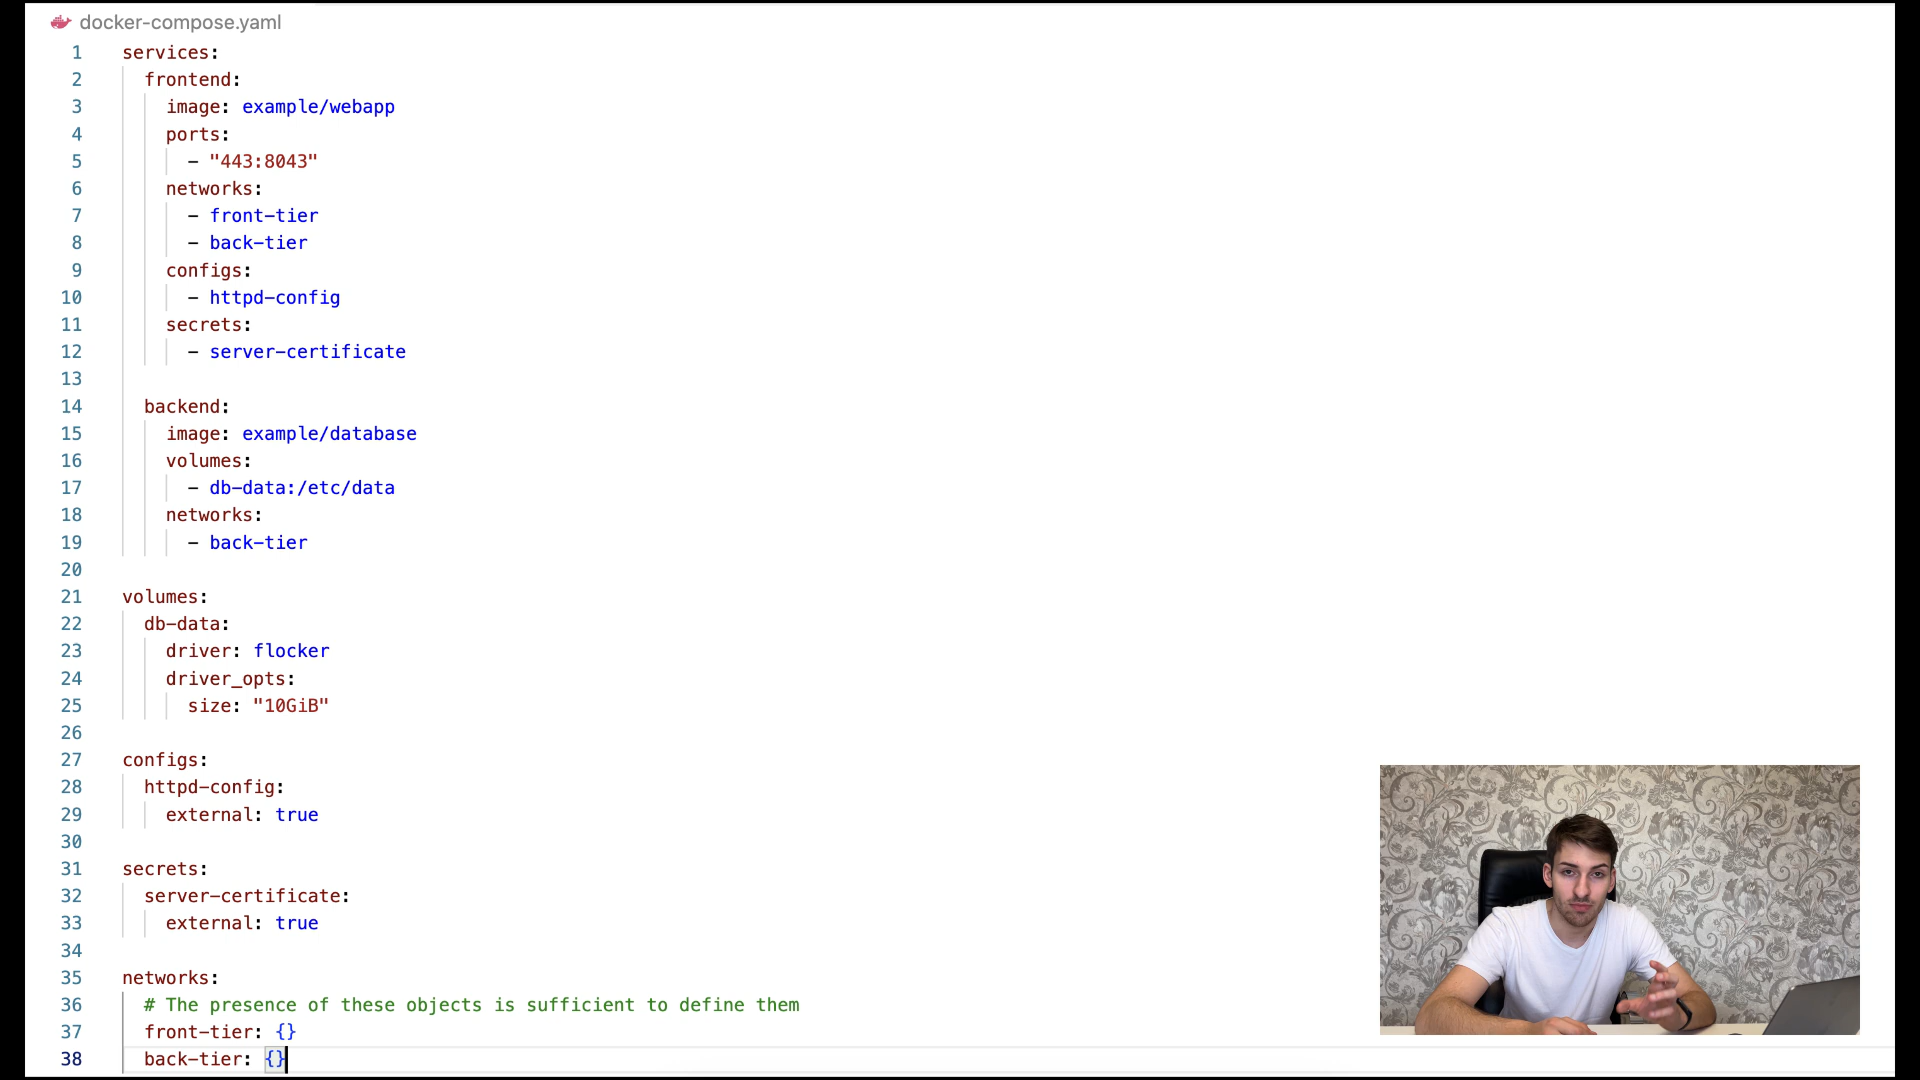 docker-compose.yaml
1 services:
2 frontend:
3 image: example/webapp
4 ports:
5 - "443:8043"
6 networks:
7 - front-tier
8 - back-tier
9 configs:
10 - httpd-config
11 secrets:
12 - server-certificate
13
14 backend:
15 image: example/database
16 volumes:
17 - db-data:/etc/data
18 networks:
19 - back-tier
20
21 volumes:
22 db-data:
23 driver: flocker
24 driver_opts:
25 size: "10GiB"
26
27 configs:
28 httpd-config:
29 external: true
30
31 secrets:
32 server-certificate:
33 external: true
34
35 networks:
36 # The presence of these objects is sufficient to define them
37 front-tier: {}
38 back-tier: {}